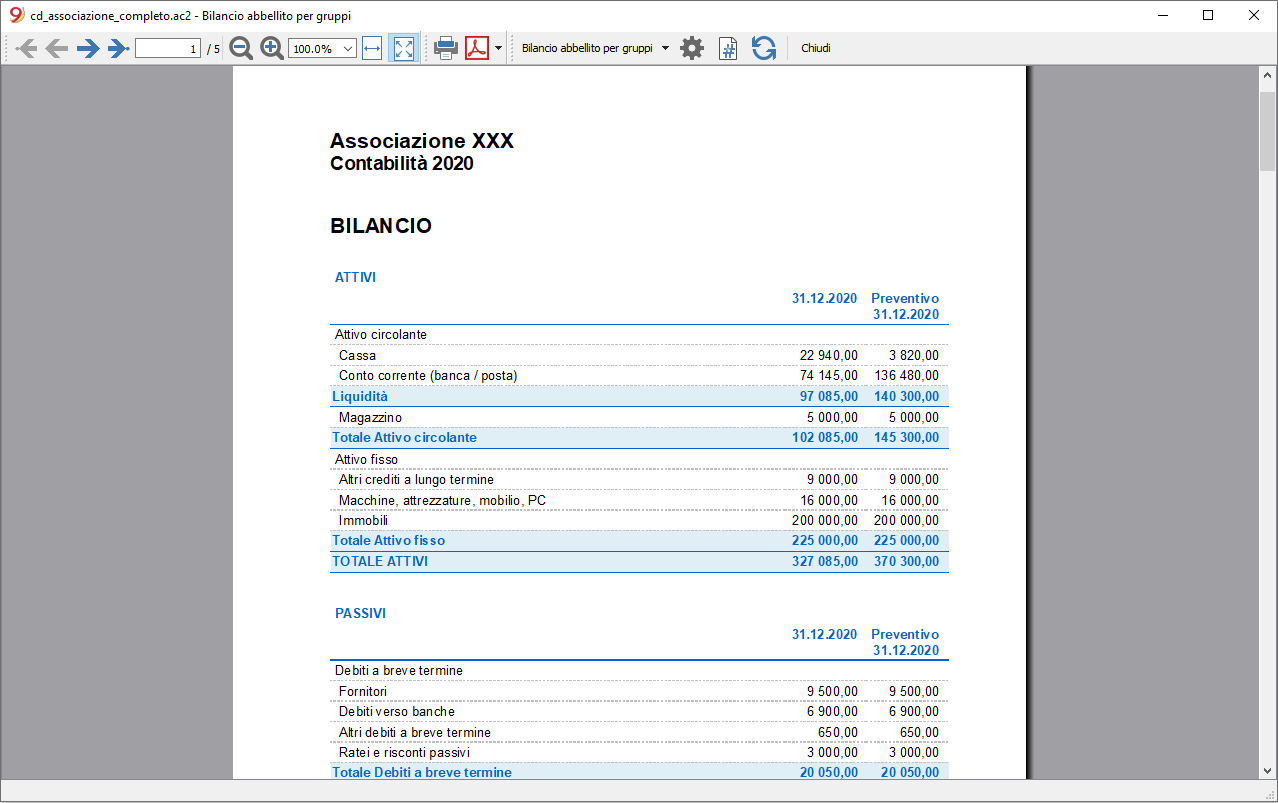 cd_associazione_completo.ac2 - Bilancio abbellito per gruppi
1 / 5 100.0% Bilancio abbellito per gruppi Chiudi
Associazione XXX
Contabilità 2020
BILANCIO
ATTIVI
31.12.2020 Preventivo
31.12.2020
Attivo circolante
Cassa 22 940,00 3 820,00
Conto corrente (banca / posta) 74 145,00 136 480,00
Liquidità 97 085,00 140 300,00
Magazzino 5 000,00 5 000,00
Totale Attivo circolante 102 085,00 145 300,00
Attivo fisso
Altri crediti a lungo termine 9 000,00 9 000,00
Macchine, attrezzature, mobilio, PC 16 000,00 16 000,00
Immobili 200 000,00 200 000,00
Totale Attivo fisso 225 000,00 225 000,00
TOTALE ATTIVI 327 085,00 370 300,00
PASSIVI
31.12.2020 Preventivo
31.12.2020
Debiti a breve termine
Fornitori 9 500,00 9 500,00
Debiti verso banche 6 900,00 6 900,00
Altri debiti a breve termine 650,00 650,00
Ratei e risconti passivi 3 000,00 3 000,00
Totale Debiti a breve termine 20 050,00 20 050,00